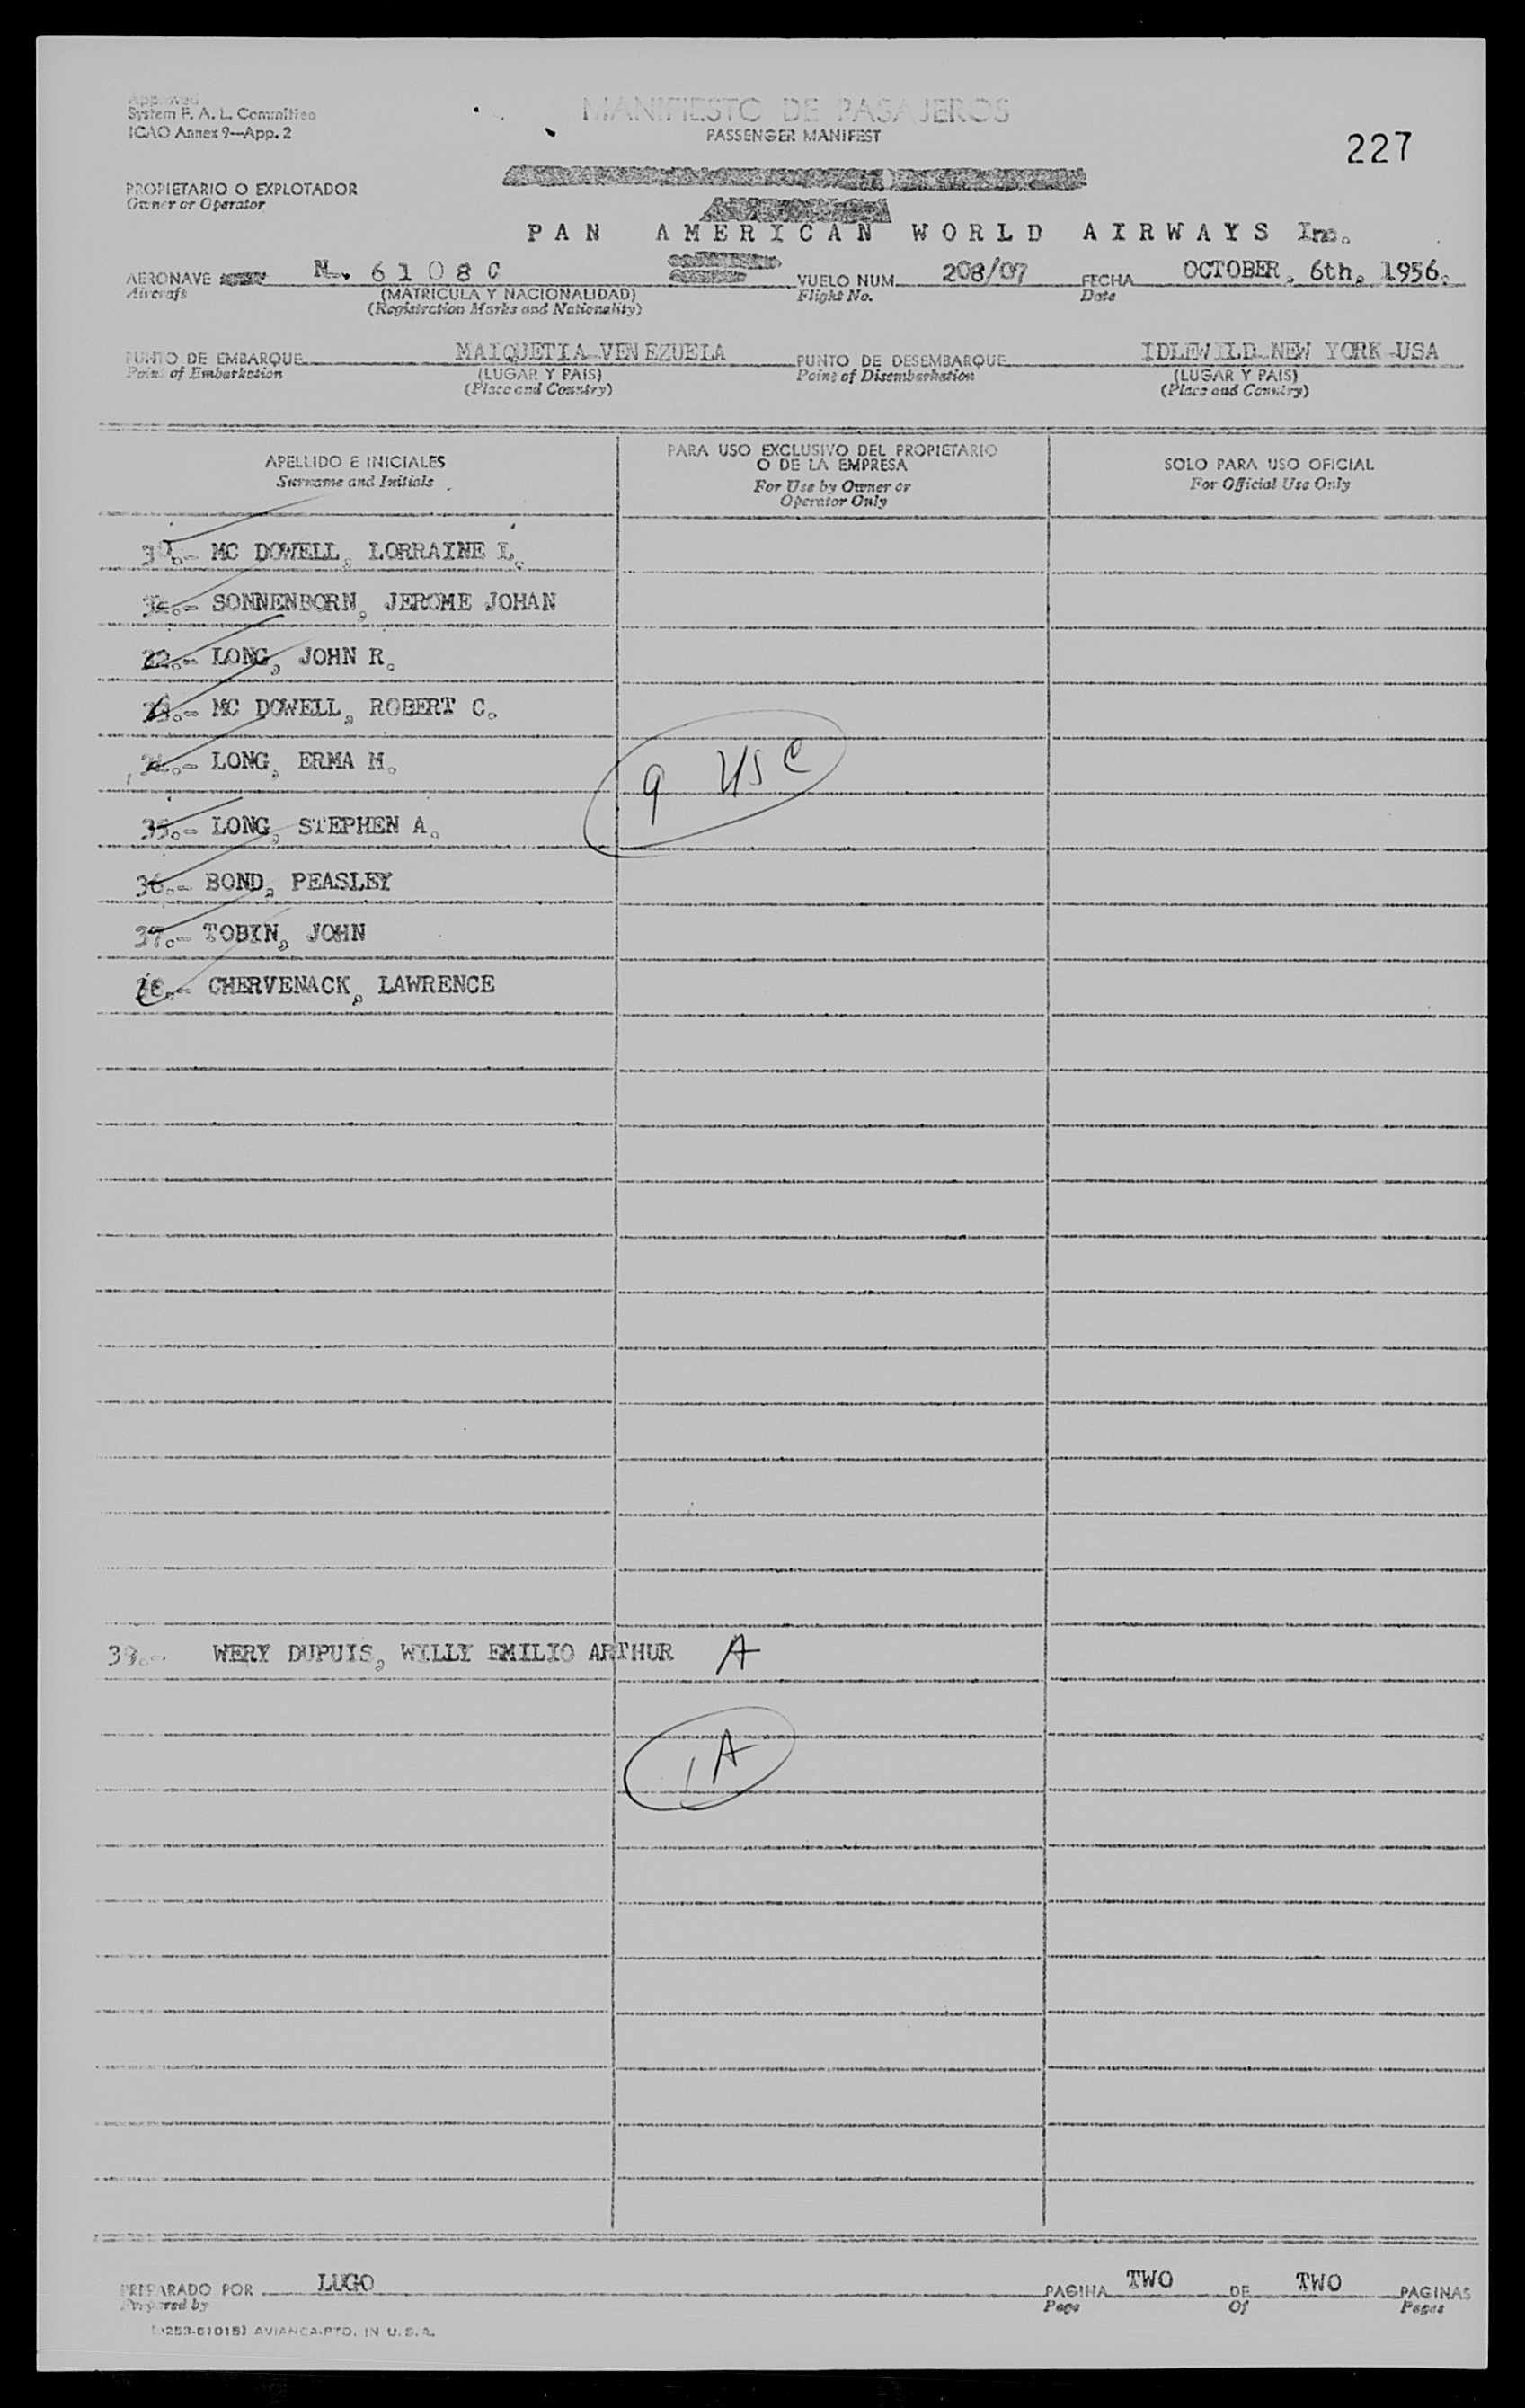 Approved
System F. A. L. Committee
ICAO Annex 9—App. 2
MANIFIESTO DE PASAJEROS
PASSENGER MANIFEST
227
PROPIETARIO O EXPLOTADOR
Owner or Operator
PAN AMERICAN WORLD AIRWAYS Inc.
AERONAVE N. 6108C VUELO NUM. 208/07 FECHA OCTOBER, 6th, 1956.
Aircraft (MATRICULA Y NACIONALIDAD) Flight No. Date
(Registration Marks and Nationality)
PUNTO DE EMBARQUE MAIQUETIA-VENEZUELA PUNTO DE DESEMBARQUE IDLEWILD-NEW YORK-USA
Point of Embarkation (LUGAR Y PAIS) Point of Disembarkation (LUGAR Y PAIS)
(Place and Country) (Place and Country)
APELLIDO E INICIALES PARA USO EXCLUSIVO DEL PROPIETARIO O DE LA EMPRESA SOLO PARA USO OFICIAL
Surname and Initials For Use by Owner or Operator Only For Official Use Only
MC DOWELL, LORRAINE L.
SONNENBORN, JEROME JOHAN
LONG, JOHN R.
MC DOWELL, ROBERT C.
LONG, ERMA M.
9 USC
35.- LONG, STEPHEN A.
36.- BOND, PEASLEY
37.- TOBIN, JOHN
CHERVENACK, LAWRENCE
39.- WERY DUPUIS, WILLY EMILIO ARTHUR A
1 A
PREPARADO POR LUGO PAGINA TWO DE TWO PAGINAS
Prepared by Page Of Pages
AVIANCA-PTD. IN U. S. A.